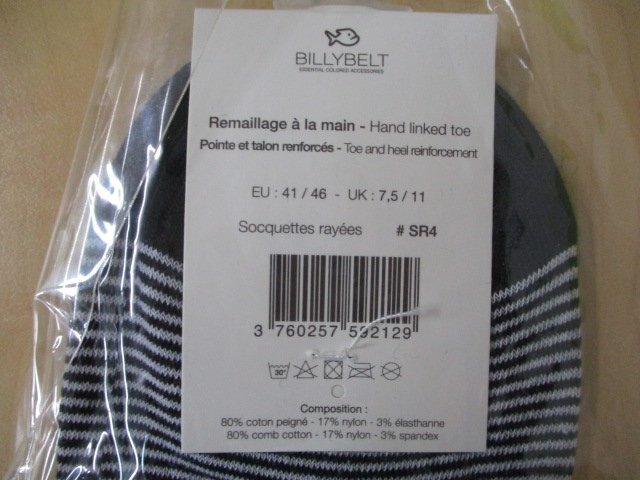 BILLYBELT
ESSENTIAL COLORED ACCESSORIES
Remaillage à la main - Hand linked toe
Pointe et talon renforcés - Toe and heel reinforcement
EU : 41 / 46 - UK : 7,5 / 11
Socquettes rayées # SR4
3 760257 592129
30°
Composition :
80% coton peigné - 17% nylon - 3% élasthanne
80% comb cotton - 17% nylon - 3% spandex